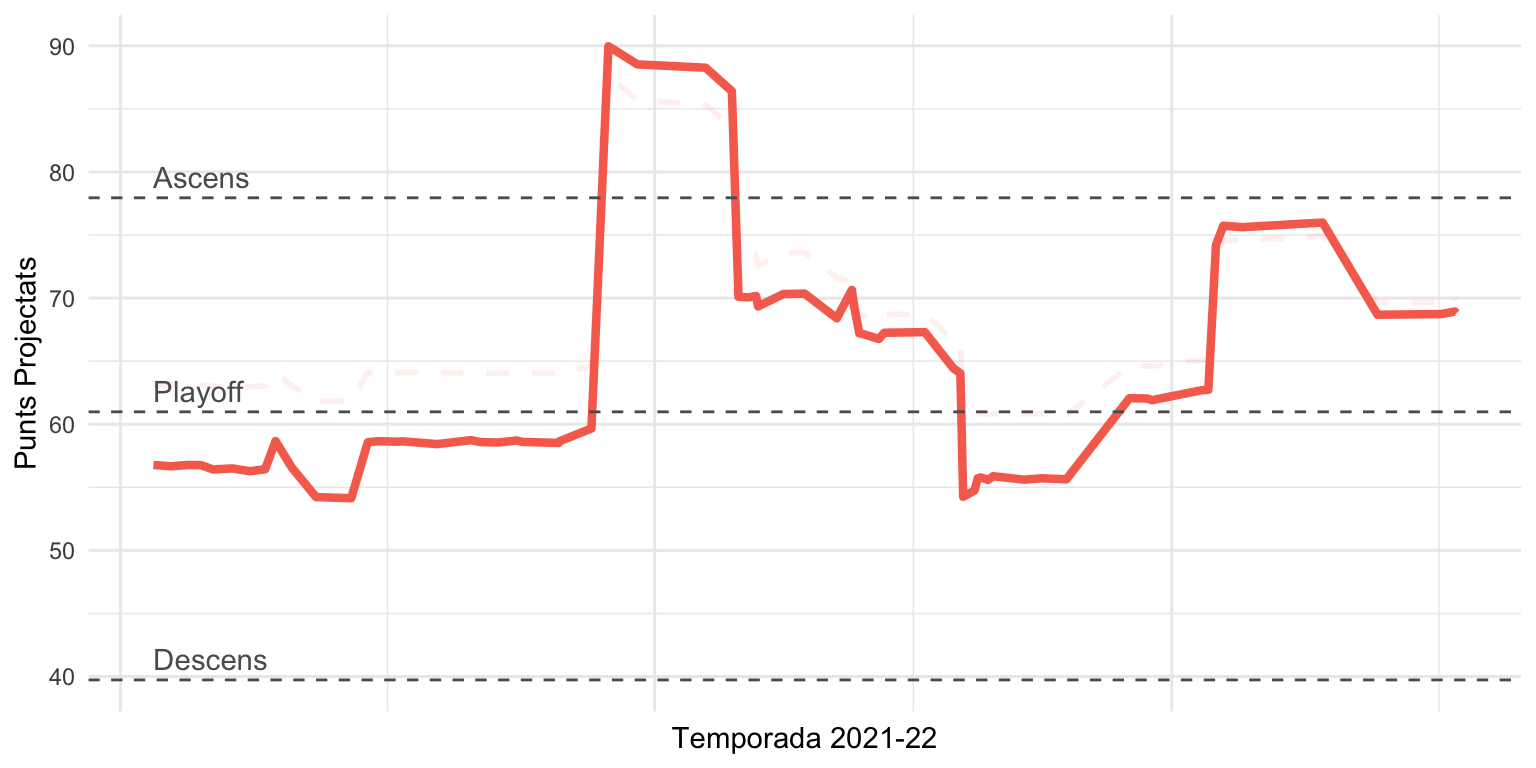 90
80
70
60
50
40
Ascens
Playoff
Descens
Punts Projectats
Temporada 2021-22